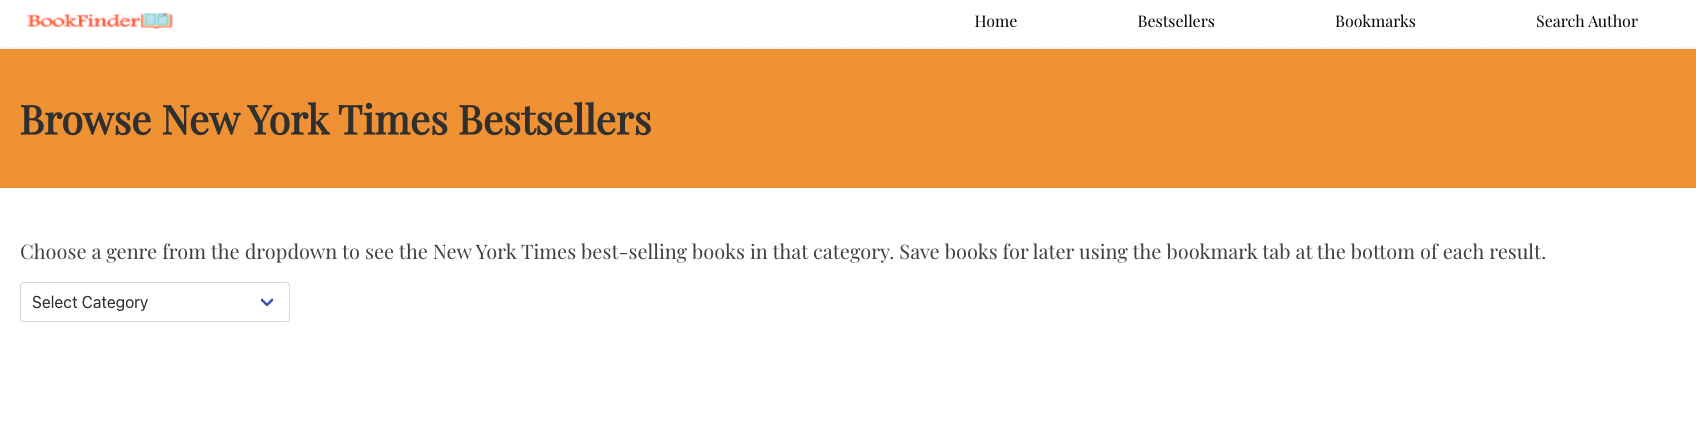 BookFinder
Home
Bestsellers
Bookmarks
Search Author
Browse New York Times Bestsellers
Choose a genre from the dropdown to see the New York Times best-selling books in that category. Save books for later using the bookmark tab at the bottom of each result.
Select Category